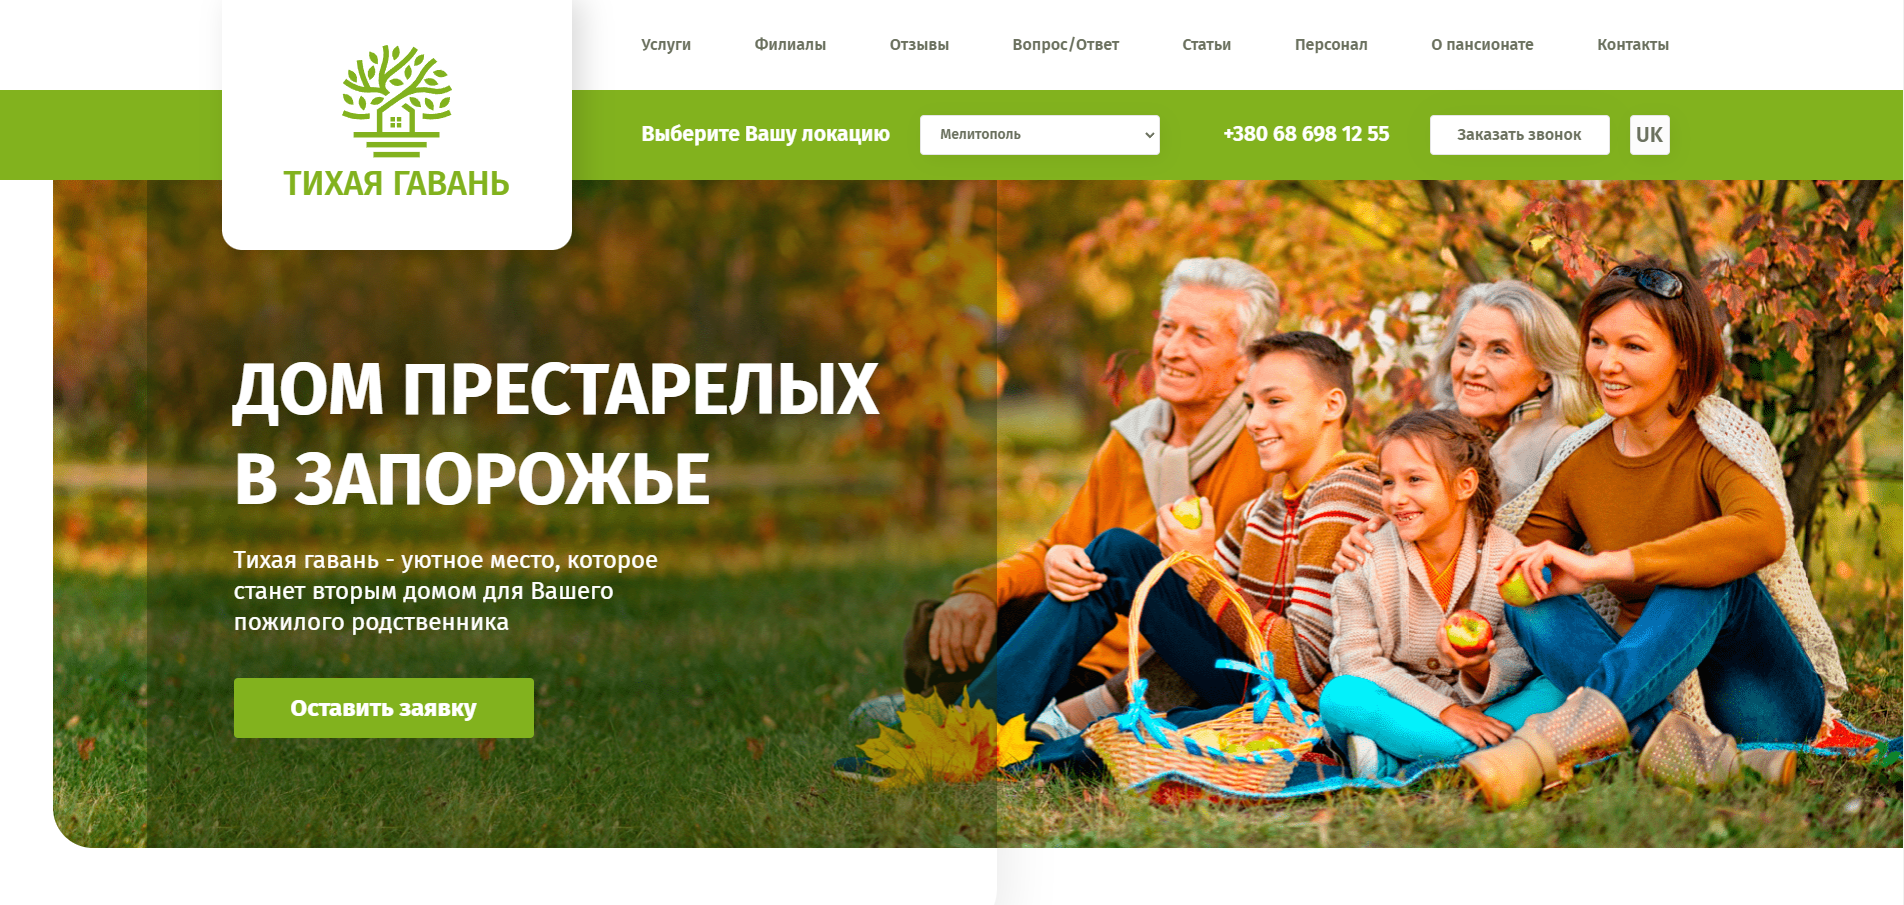 Услуги Филиалы Отзывы Вопрос/Ответ Статьи Персонал О пансионате Контакты
ТИХАЯ ГАВАНЬ
Выберите Вашу локацию Мелитополь +380 68 698 12 55 Заказать звонок UK
ДОМ ПРЕСТАРЕЛЫХ
В ЗАПОРОЖЬЕ
Тихая гавань - уютное место, которое
станет вторым домом для Вашего
пожилого родственника
Оставить заявку